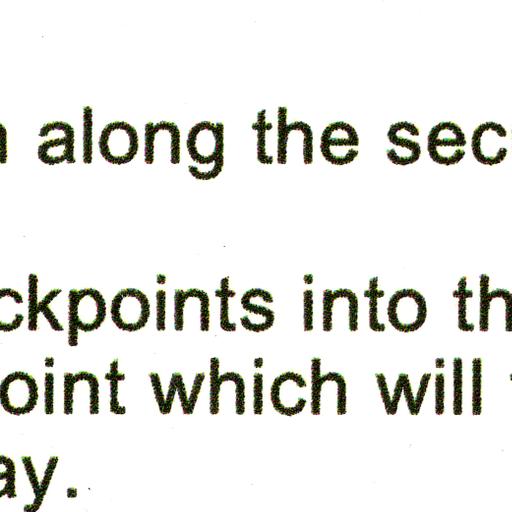 along the sec
ckpoints into th
oint which will
ay.